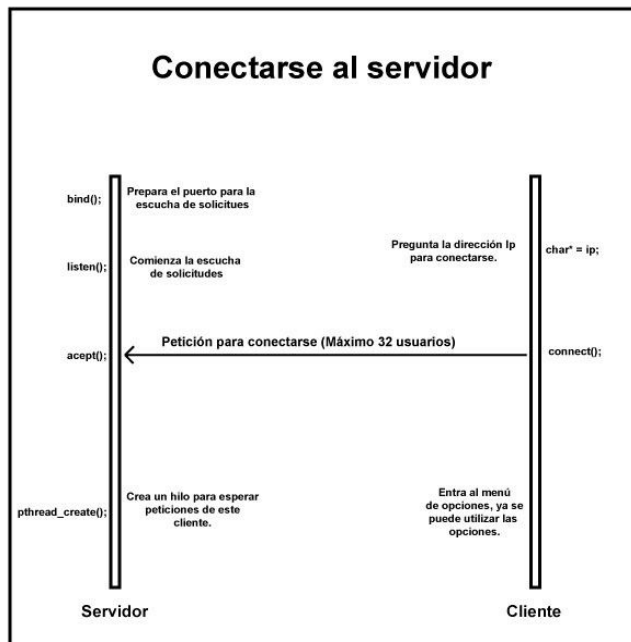 Conectarse al servidor
bind();
Prepara el puerto para la
escucha de solicitues
Pregunta la dirección Ip
para conectarse.
char* = ip;
listen();
Comienza la escucha
de solicitudes
Petición para conectarse (Máximo 32 usuarios)
acept();
connect();
pthread_create();
Crea un hilo para esperar
peticiones de este
cliente.
Entra al menú
de opciones, ya se
puede utilizar las
opciones.
Servidor
Cliente